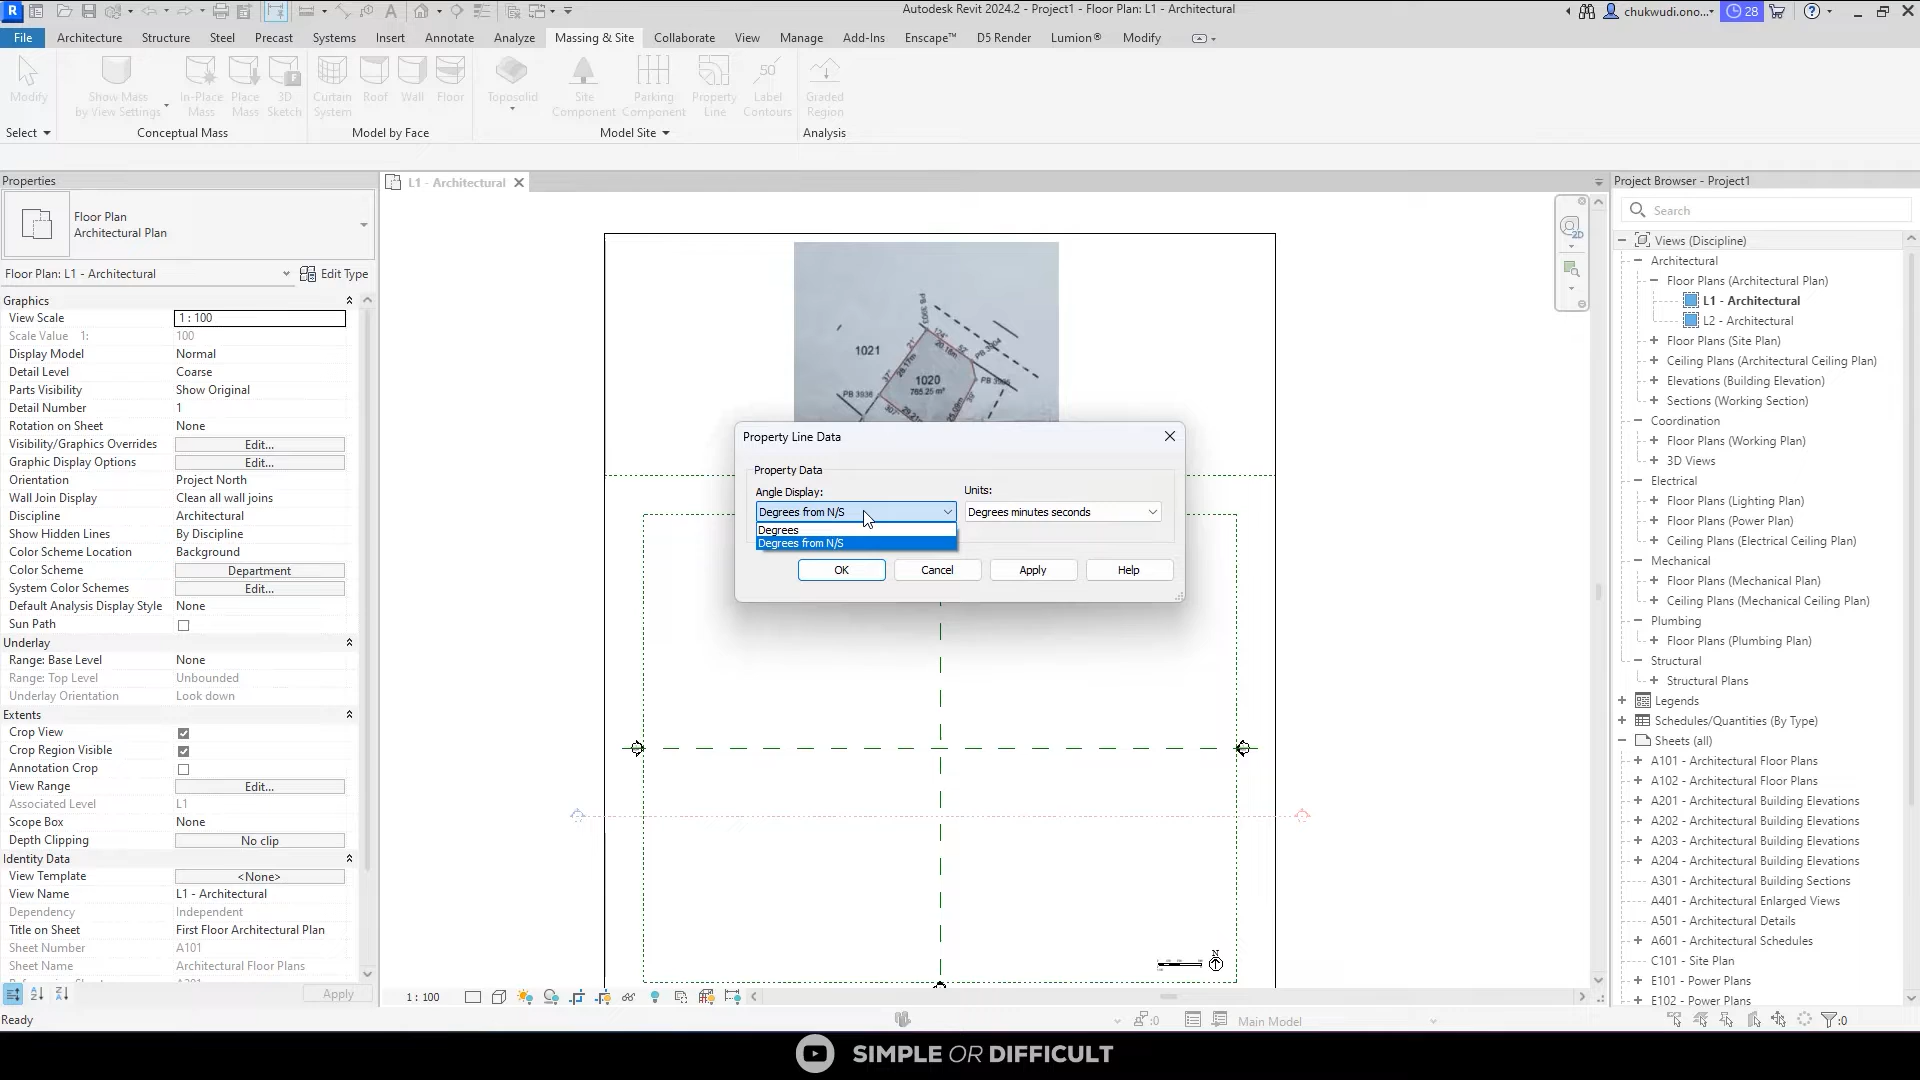 Autodesk Revit 2024.2 - Project1 - Floor Plan: L1 - Architectural
chukwudi.ono...
28
File Architecture Structure Steel Precast Systems Insert Annotate Analyze Massing & Site Collaborate View Manage Add-Ins Enscape™ D5 Render Lumion® Modify
Modify
Show Mass by View Settings
In-Place Mass
Place Mass
3D Sketch
Curtain System
Roof
Wall
Floor
Toposolid
Site Component
Parking Component
Property Line
Label Contours
Graded Region
Select
Conceptual Mass
Model by Face
Model Site
Analysis
Properties
Floor Plan
Architectural Plan
Floor Plan: L1 - Architectural
Edit Type
Graphics
View Scale 1 : 100
Scale Value 1: 100
Display Model Normal
Detail Level Coarse
Parts Visibility Show Original
Detail Number 1
Rotation on Sheet None
Visibility/Graphics Overrides Edit...
Graphic Display Options Edit...
Orientation Project North
Wall Join Display Clean all wall joins
Discipline Architectural
Show Hidden Lines By Discipline
Color Scheme Location Background
Color Scheme Department
System Color Schemes Edit...
Default Analysis Display Style None
Sun Path
Underlay
Range: Base Level None
Range: Top Level Unbounded
Underlay Orientation Look down
Extents
Crop View
Crop Region Visible
Annotation Crop
View Range Edit...
Associated Level L1
Scope Box None
Depth Clipping No clip
Identity Data
View Template <None>
View Name L1 - Architectural
Dependency Independent
Title on Sheet First Floor Architectural Plan
Sheet Number A101
Sheet Name Architectural Floor Plans
Apply
Ready
L1 - Architectural
1021
1020
785.25 m²
PB 3936
Property Line Data
Property Data
Angle Display:
Units:
Degrees from N/S
Degrees minutes seconds
Degrees
Degrees from N/S
OK Cancel Apply Help
N
1 : 100
:0
Main Model
:0
2D
Project Browser - Project1
Search
Views (Discipline)
Architectural
Floor Plans (Architectural Plan)
L1 - Architectural
L2 - Architectural
Floor Plans (Site Plan)
Ceiling Plans (Architectural Ceiling Plan)
Elevations (Building Elevation)
Sections (Working Section)
Coordination
Floor Plans (Working Plan)
3D Views
Electrical
Floor Plans (Lighting Plan)
Floor Plans (Power Plan)
Ceiling Plans (Electrical Ceiling Plan)
Mechanical
Floor Plans (Mechanical Plan)
Ceiling Plans (Mechanical Ceiling Plan)
Plumbing
Floor Plans (Plumbing Plan)
Structural
Structural Plans
Legends
Schedules/Quantities (By Type)
Sheets (all)
A101 - Architectural Floor Plans
A102 - Architectural Floor Plans
A201 - Architectural Building Elevations
A202 - Architectural Building Elevations
A203 - Architectural Building Elevations
A204 - Architectural Building Elevations
A301 - Architectural Building Sections
A401 - Architectural Enlarged Views
A501 - Architectural Details
A601 - Architectural Schedules
C101 - Site Plan
E101 - Power Plans
E102 - Power Plans
SIMPLE OR DIFFICULT